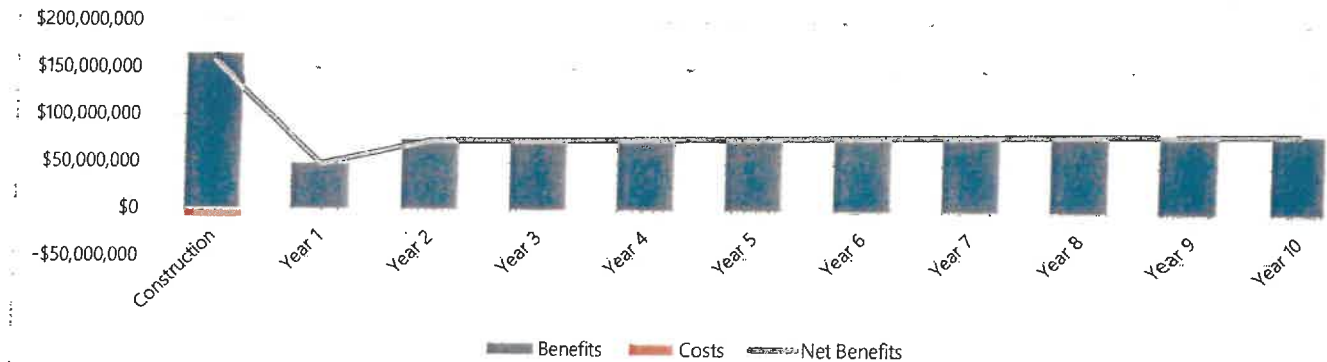 $200,000,000
$150,000,000
$100,000,000
$50,000,000
$0
-$50,000,000
Construction
Year 1
Year 2
Year 3
Year 4
Year 5
Year 6
Year 7
Year 8
Year 9
Year 10
Benefits Costs Net Benefits